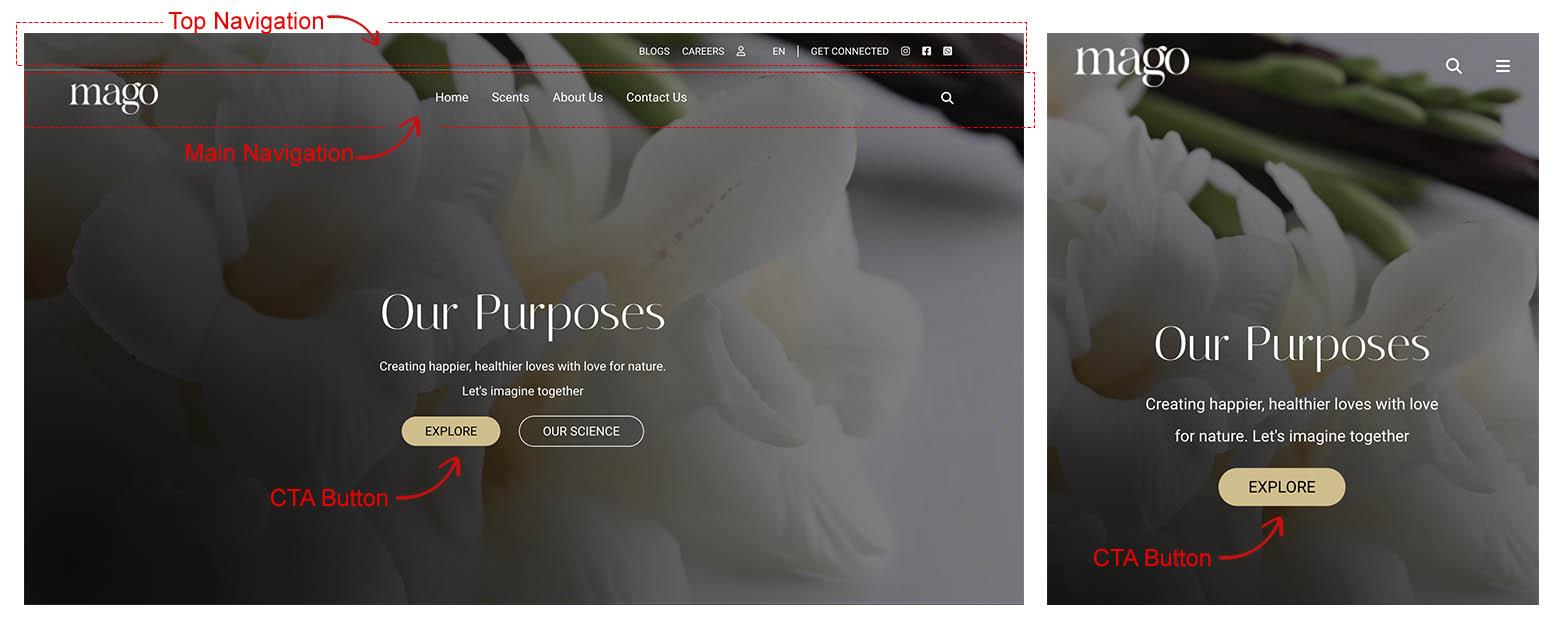 Top Navigation
BLOGS CAREERS EN | GET CONNECTED
mago Home Scents About Us Contact Us
Main Navigation
Our Purposes
Creating happier, healthier loves with love for nature.
Let's imagine together
EXPLORE OUR SCIENCE
CTA Button
mago
Our Purposes
Creating happier, healthier loves with love
for nature. Let's imagine together
EXPLORE
CTA Button